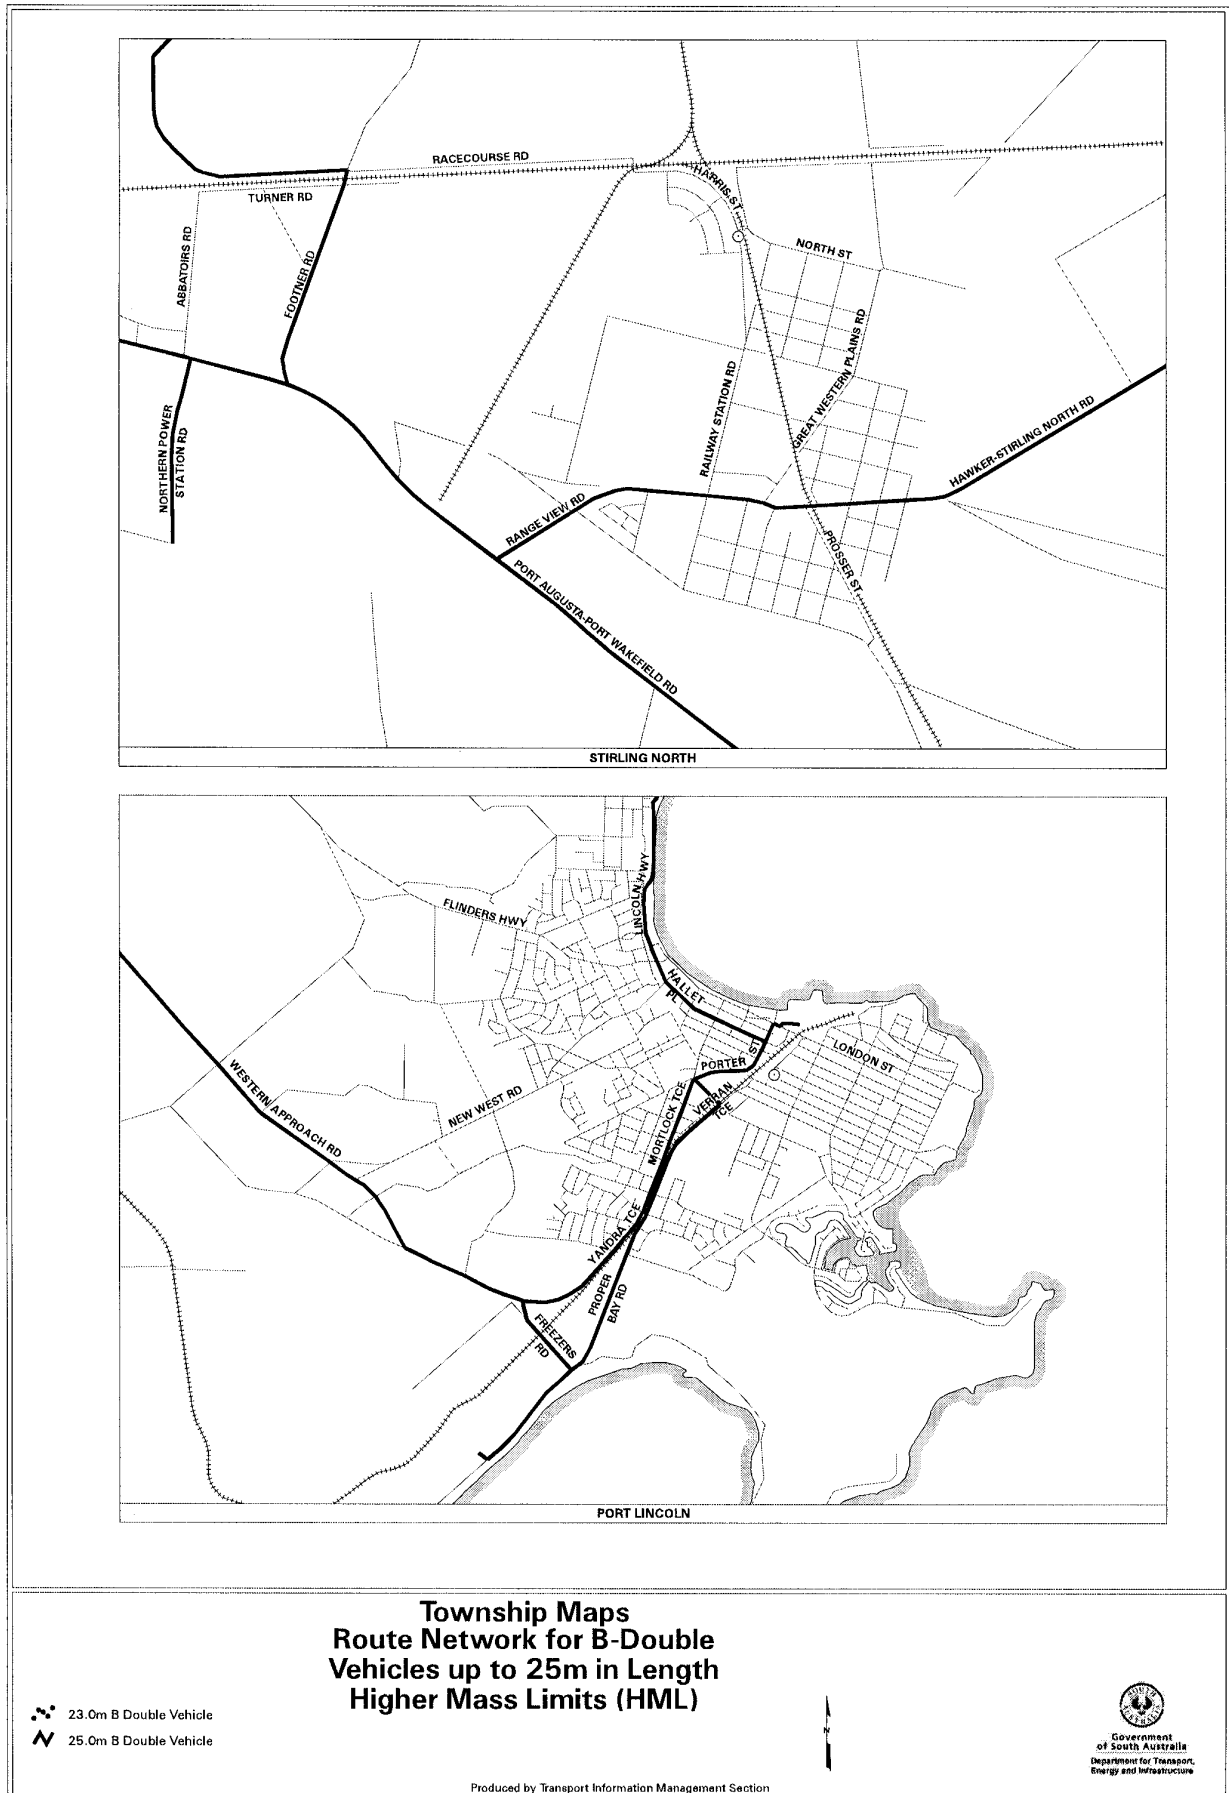 RACECOURSE RD
TURNER RD
HARRIS ST
ABBATOIRS RD
FOOTNER RD
NORTH ST
GREAT WESTERN PLAINS RD
RAILWAY STATION RD
NORTHERN POWER
STATION RD
HAWKER-STIRLING NORTH RD
RANGE VIEW RD
PROSSER ST
PORT AUGUSTA-PORT WAKEFIELD RD
STIRLING NORTH
LINCOLN HWY
FLINDERS HWY
HALLET
PL
LONDON ST
PORTER
ST
WESTERN APPROACH RD
NEW WEST RD
MORTLOCK TCE
VERRAN
TCE
YANDRA TCE
PROPER
BAY RD
FREEZERS
RD
PORT LINCOLN
Township Maps
Route Network for B-Double
Vehicles up to 25m in Length
Higher Mass Limits (HML)
23.0m B Double Vehicle
25.0m B Double Vehicle
N
SOUTH
AUSTRALIA
Government
of South Australia
Department for Transport,
Energy and Infrastructure
Produced by Transport Information Management Section